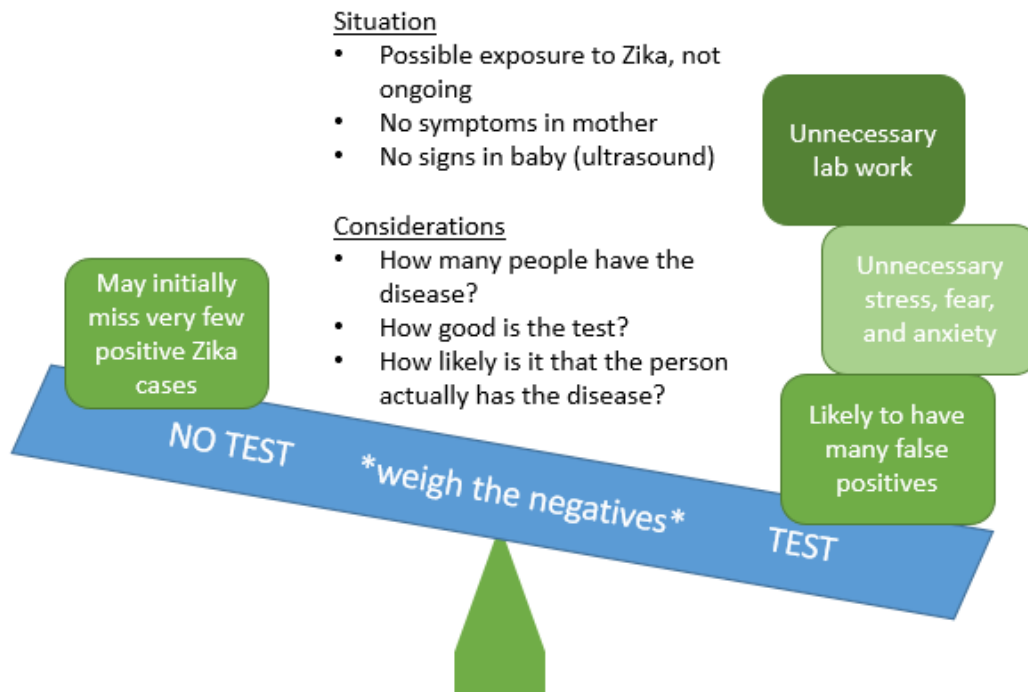 Situation
• Possible exposure to Zika, not
ongoing
• No symptoms in mother
• No signs in baby (ultrasound)
Considerations
• How many people have the
disease?
• How good is the test?
• How likely is it that the person
actually has the disease?
May initially
miss very few
positive Zika
cases
Unnecessary
lab work
Unnecessary
stress, fear,
and anxiety
Likely to have
many false
positives
NO TEST
*weigh the negatives*
TEST